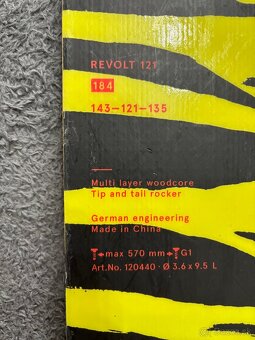 REVOLT 121
184
143—121—135
Multi layer woodcore
Tip and tail rocker
German engineering
Made in China
max 570 mm G1
Art.No. 120440 · Ø 3.6 x 9.5 L